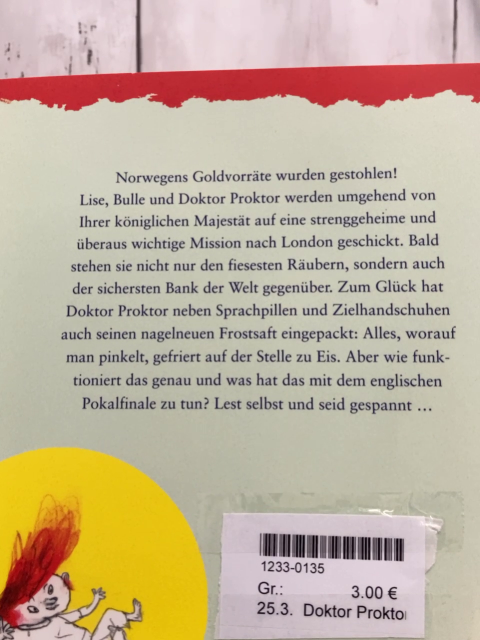 Norwegens Goldvorräte wurden gestohlen!
Lise, Bulle und Doktor Proktor werden umgehend von
Ihrer königlichen Majestät auf eine strenggeheime und
überaus wichtige Mission nach London geschickt. Bald
stehen sie nicht nur den fiesesten Räubern, sondern auch
der sichersten Bank der Welt gegenüber. Zum Glück hat
Doktor Proktor neben Sprachpillen und Zielhandschuhen
auch seinen nagelneuen Frostsaft eingepackt: Alles, worauf
man pinkelt, gefriert auf der Stelle zu Eis. Aber wie funk-
tioniert das genau und was hat das mit dem englischen
Pokalfinale zu tun? Lest selbst und seid gespannt …
1233-0135
Gr.: 3.00 €
25.3. Doktor Prokto